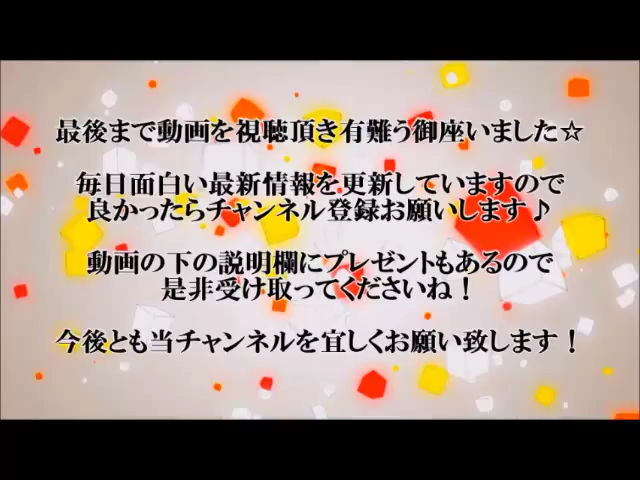 最後まで動画を視聴頂き有難う御座いました☆
毎日面白い最新情報を更新していますので
良かったらチャンネル登録お願いします♪
動画の下の説明欄にプレゼントもあるので
是非受け取ってくださいね！
今後とも当チャンネルを宜しくお願い致します！